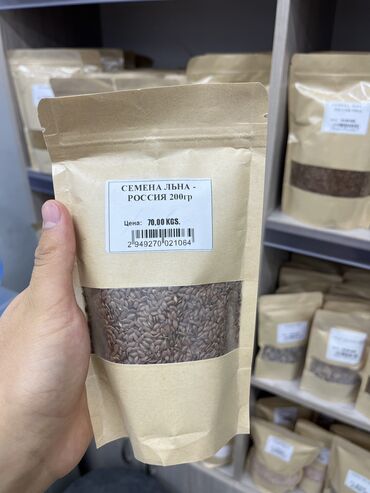 СЕМЕНА ЛЬНА -
РОССИЯ 200гр
Цена: 70,00 KGS.
2 949270 021064